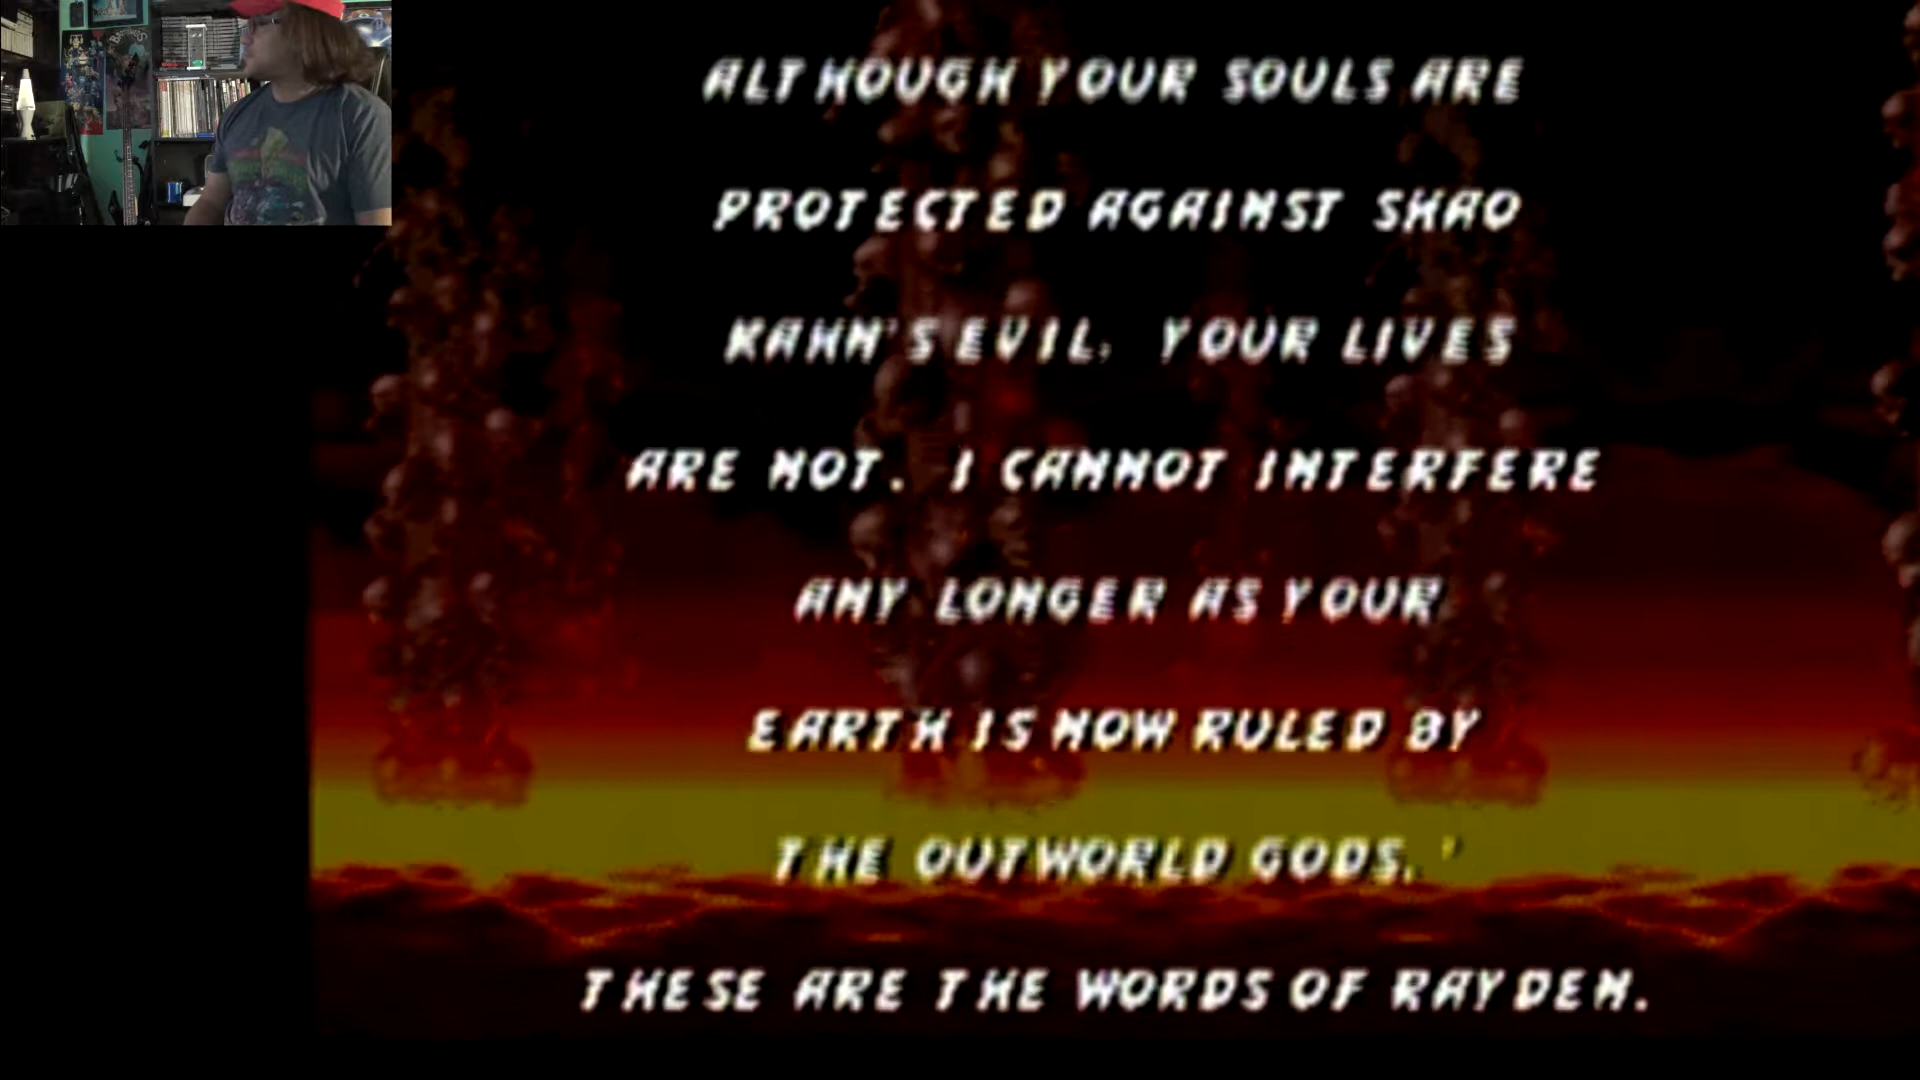 ALTHOUGH YOUR SOULS ARE
PROTECTED AGAINST SHAO
KAHN'S EVIL, YOUR LIVES
ARE NOT. I CANNOT INTERFERE
ANY LONGER AS YOUR
EARTH IS NOW RULED BY
THE OUTWORLD GODS.'
THESE ARE THE WORDS OF RAYDEN.